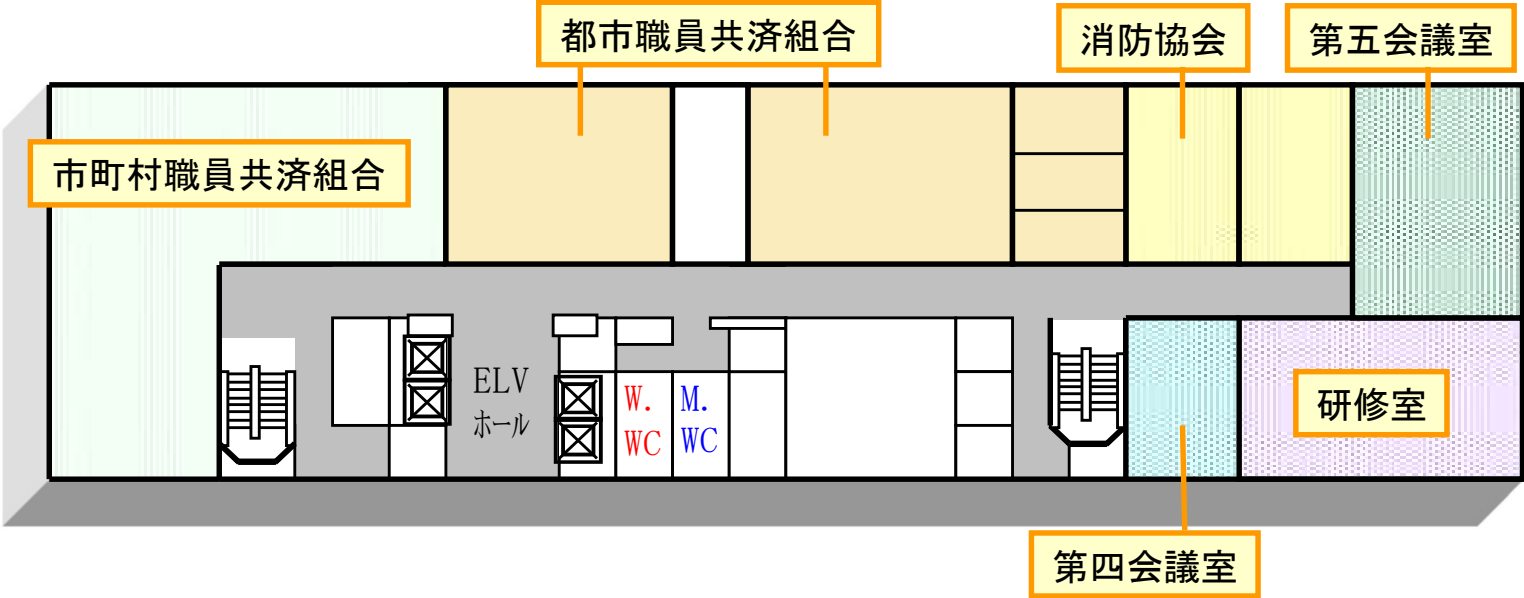 都市職員共済組合
消防協会
第五会議室
市町村職員共済組合
ELV
ホール
W.
WC
M.
WC
研修室
第四会議室